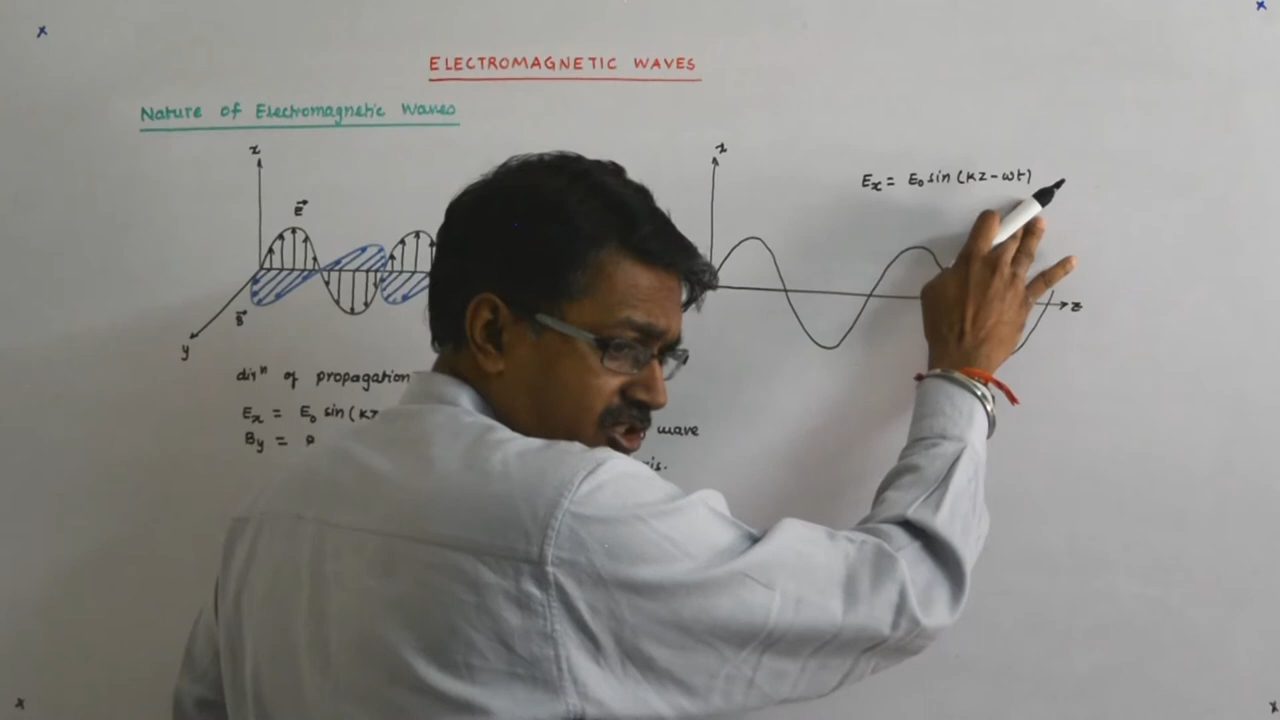 ELECTROMAGNETIC WAVES
Nature of Electromagnetic Waves
x
E⃗
B⃗
y
x
Eₓ = E₀ sin (kz – ωt)
z
dirⁿ of propagation
Eₓ = E₀ sin (kz
wave
By =